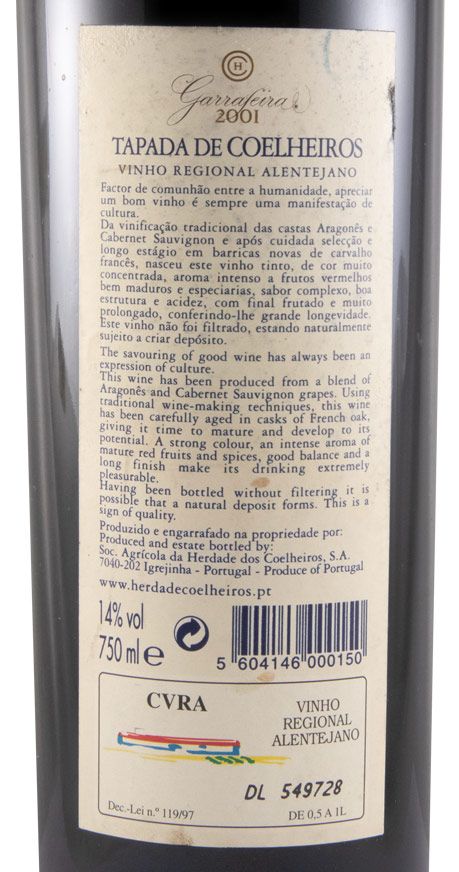 CHC
Garrafeira
2001
TAPADA DE COELHEIROS
VINHO REGIONAL ALENTEJANO
Factor de comunhão entre a humanidade, apreciar
um bom vinho é sempre uma manifestação de
cultura.
Da vinificação tradicional das castas Aragonês e
Cabernet Sauvignon e após cuidada selecção e
longo estágio em barricas novas de carvalho
francês, nasceu este vinho tinto, de cor muito
concentrada, aroma intenso a frutos vermelhos
bem maduros e especiarias, sabor complexo, boa
estrutura e acidez, com final frutado e muito
prolongado, conferindo-lhe grande longevidade.
Este vinho não foi filtrado, estando naturalmente
sujeito a criar depósito.
The savouring of good wine has always been an
expression of culture.
This wine has been produced from a blend of
Aragonês and Cabernet Sauvignon grapes. Using
traditional wine-making techniques, this wine
has been carefully aged in casks of French oak,
giving it time to mature and develop to its
potential. A strong colour, an intense aroma of
mature red fruits and spices, good balance and a
long finish make its drinking extremely
pleasurable.
Having been bottled without filtering it is
possible that a natural deposit forms. This is a
sign of quality.
Produzido e engarrafado na propriedade por:
Produced and estate bottled by:
Soc. Agrícola da Herdade dos Coelheiros, S.A.
7040-202 Igrejinha - Portugal - Produce of Portugal
www.herdadecoelheiros.pt
14% vol
750 ml e
5 604146 000150
CVRA
VINHO
REGIONAL
ALENTEJANO
DL 549728
Dec.-Lei n.º 119/97
DE 0,5 A 1L